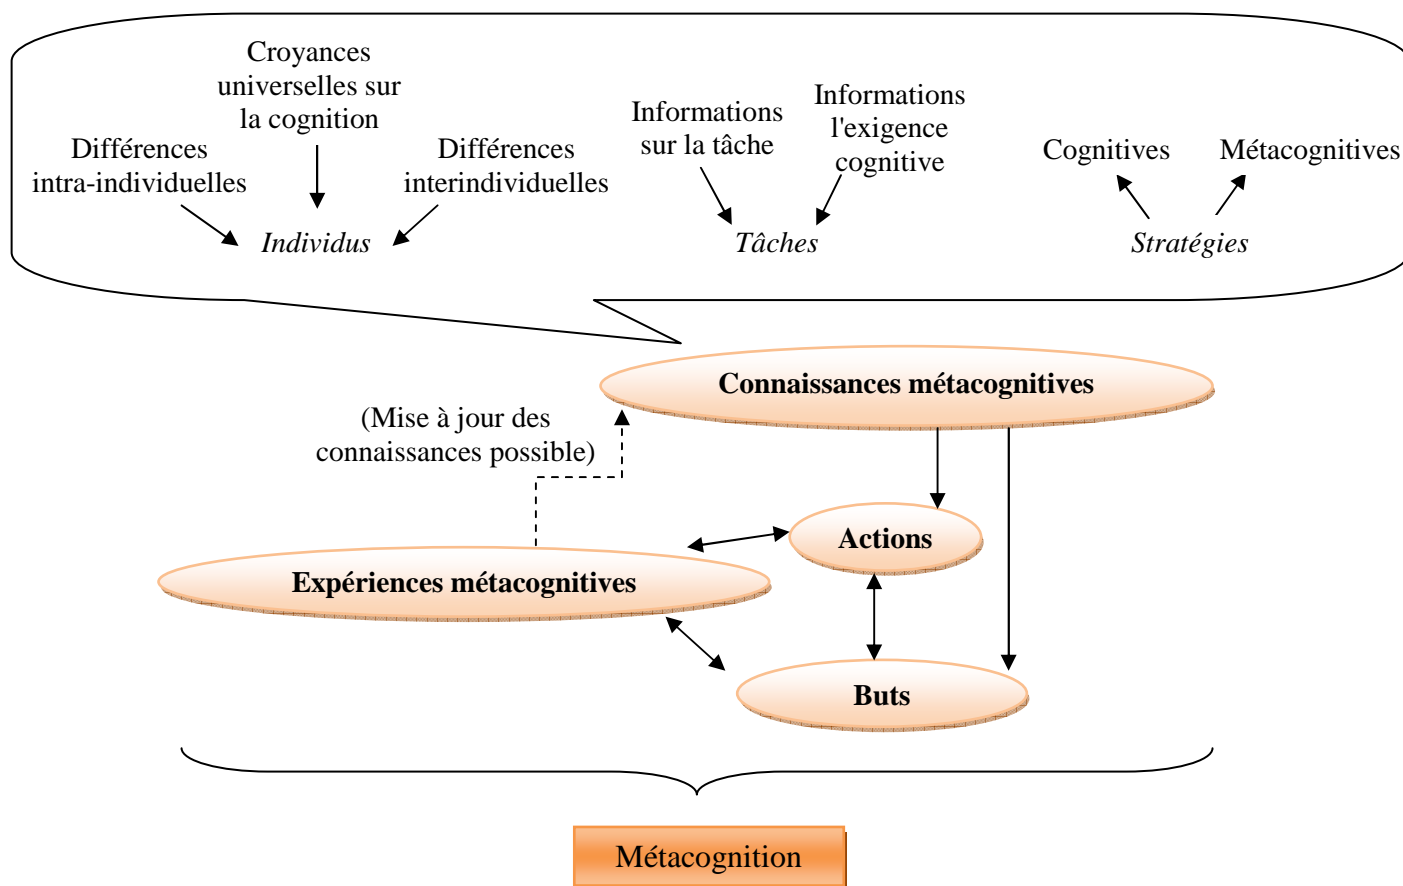 Croyances
universelles sur
la cognition
Différences
intra-individuelles
Différences
interindividuelles
Individus
Informations
sur la tâche
Informations
l'exigence
cognitive
Tâches
Cognitives
Métacognitives
Stratégies
Connaissances métacognitives
(Mise à jour des
connaissances possible)
Actions
Expériences métacognitives
Buts
Métacognition